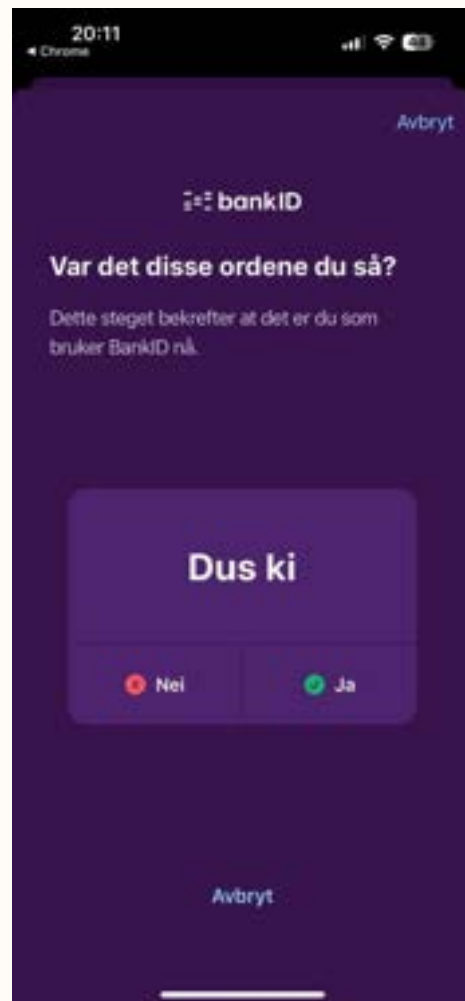 20:11
◀ Chrome
48
Avbryt
bankID
Var det disse ordene du så?
Dette steget bekrefter at det er du som
bruker BankID nå.
Dus ki
Nei
Ja
Avbryt